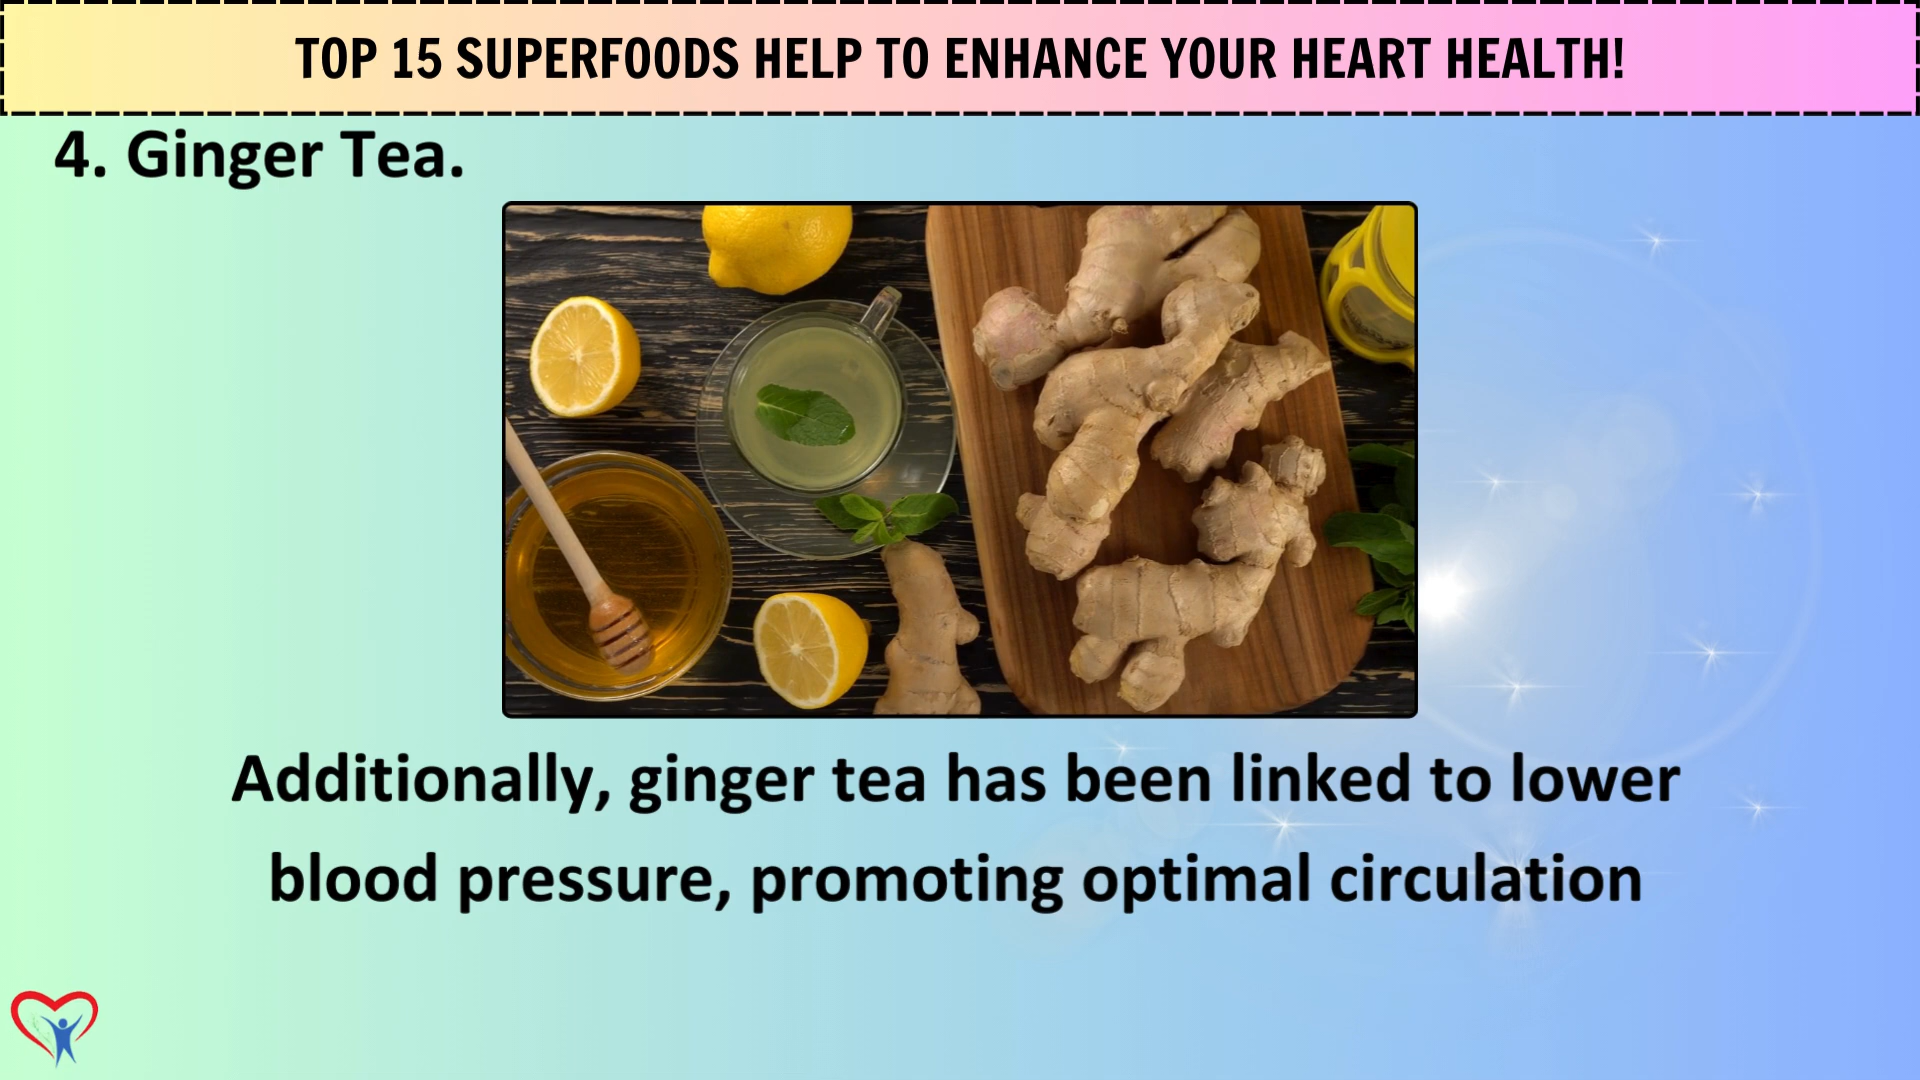 TOP 15 SUPERFOODS HELP TO ENHANCE YOUR HEART HEALTH!
4. Ginger Tea.
Additionally, ginger tea has been linked to lower
blood pressure, promoting optimal circulation